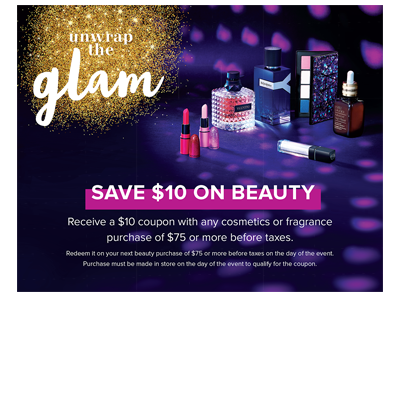 unwrap
the
glam
SAVE $10 ON BEAUTY
Receive a $10 coupon with any cosmetics or fragrance
purchase of $75 or more before taxes.
Redeem it on your next beauty purchase of $75 or more before taxes on the day of the event.
Purchase must be made in store on the day of the event to qualify for the coupon.